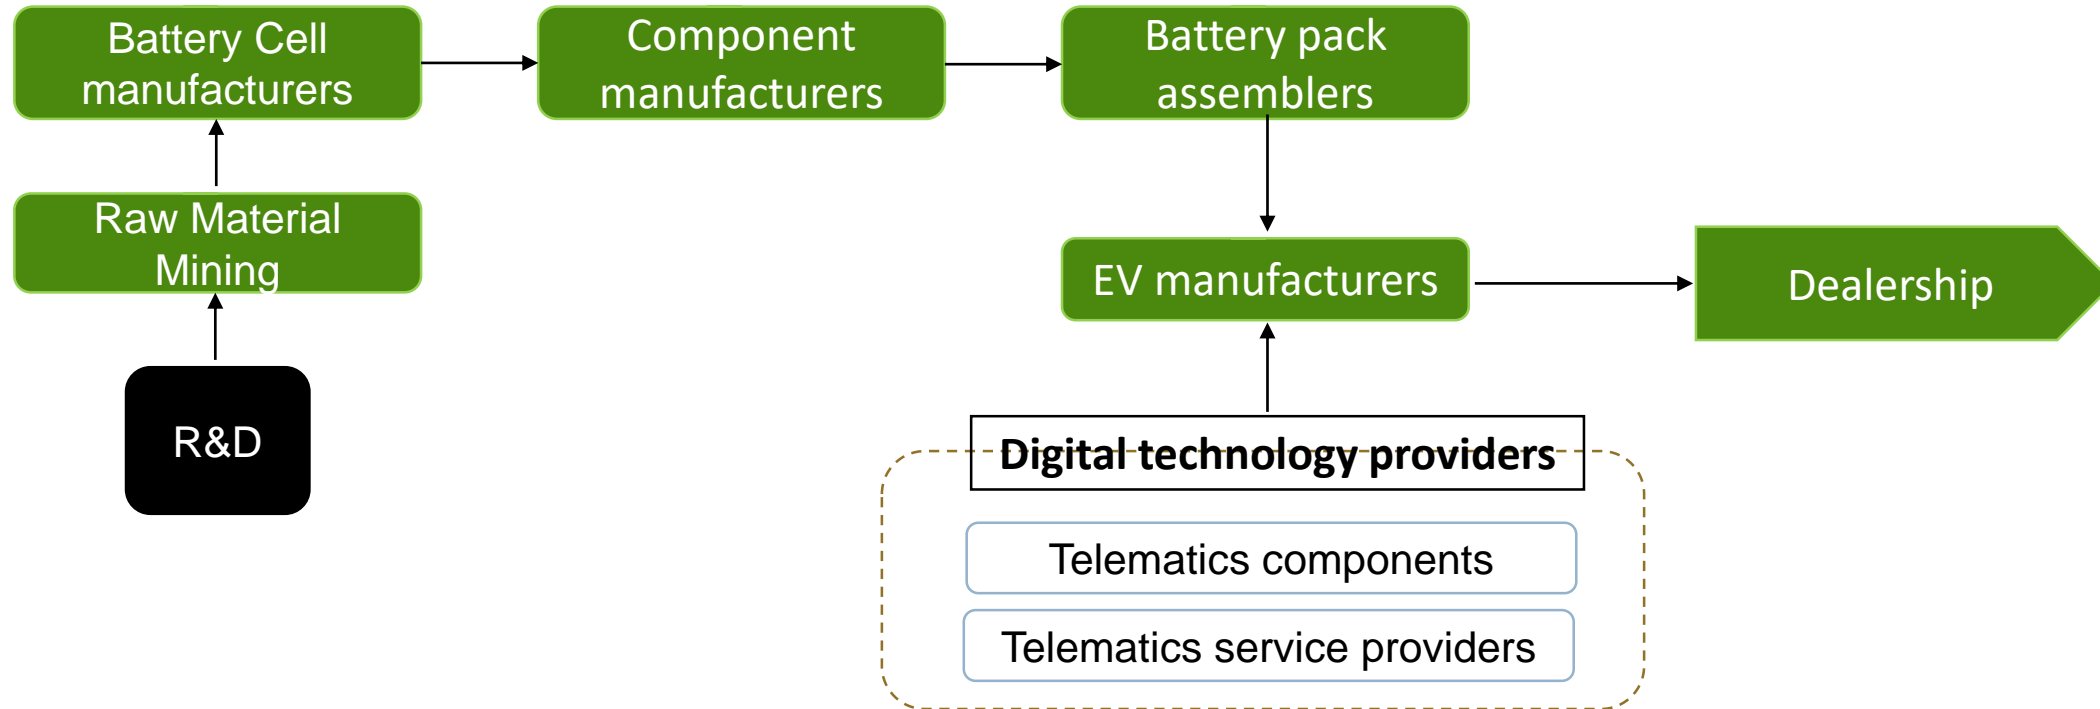 Battery Cell
manufacturers
Component
manufacturers
Battery pack
assemblers
Raw Material
Mining
EV manufacturers
Dealership
R&D
Digital technology providers
Telematics components
Telematics service providers